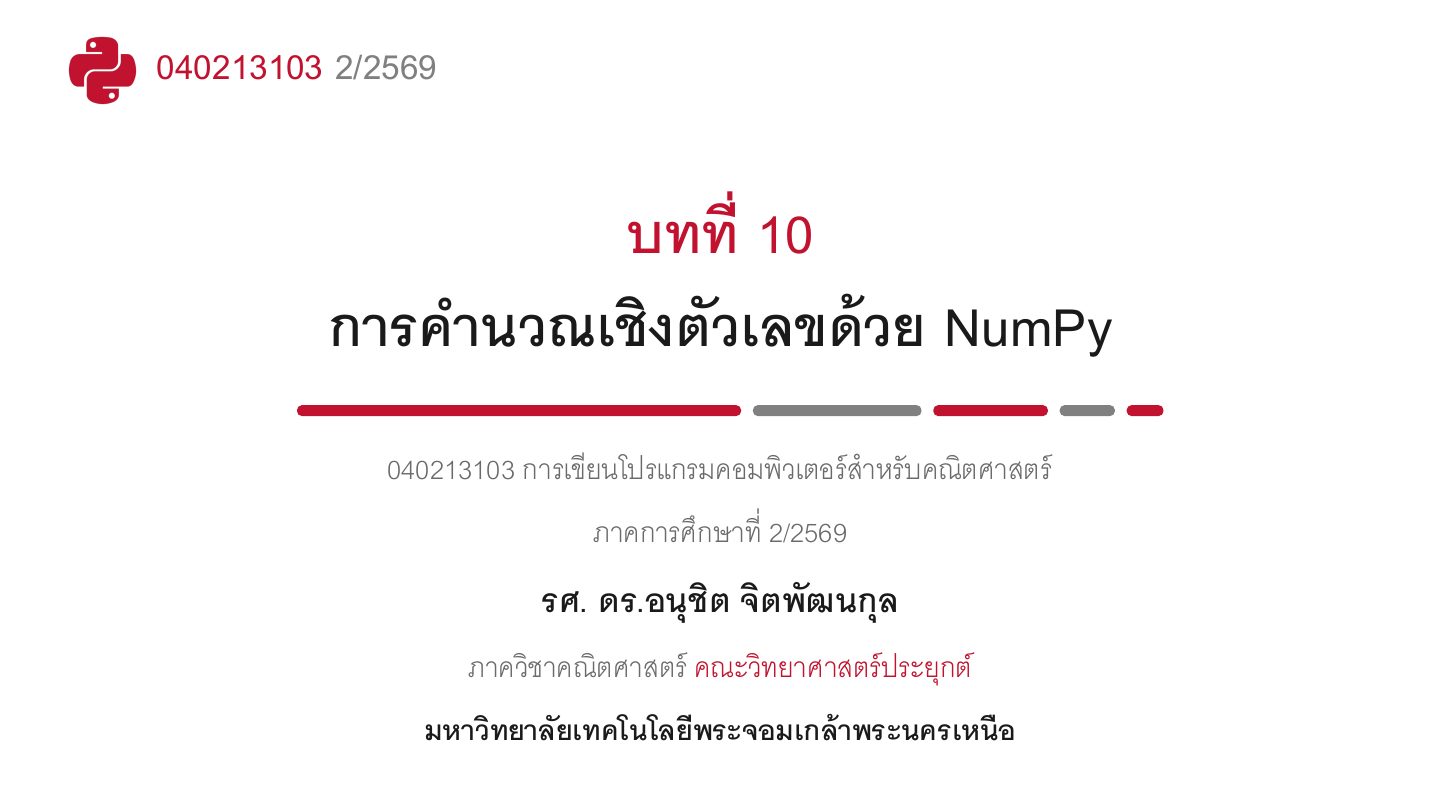 040213103 2/2569
บทที่ 10
การคำนวณเชิงตัวเลขด้วย NumPy
040213103 การเขียนโปรแกรมคอมพิวเตอร์สำหรับคณิตศาสตร์
ภาคการศึกษาที่ 2/2569
รศ. ดร.อนุชิต จิตพัฒนกุล
ภาควิชาคณิตศาสตร์ คณะวิทยาศาสตร์ประยุกต์
มหาวิทยาลัยเทคโนโลยีพระจอมเกล้าพระนครเหนือ